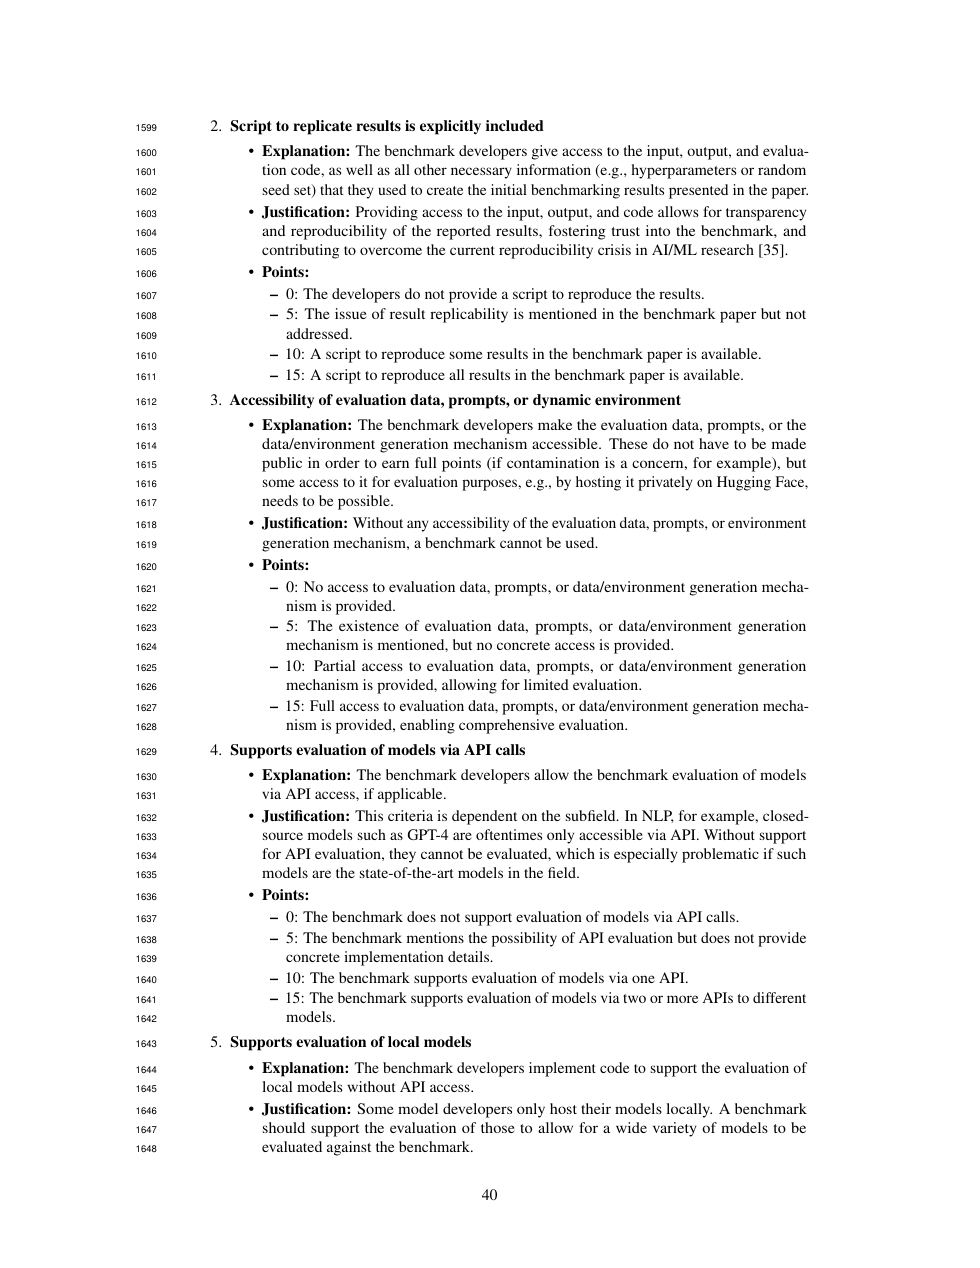 1599 2. Script to replicate results is explicitly included
1600 • Explanation: The benchmark developers give access to the input, output, and evalua-
1601 tion code, as well as all other necessary information (e.g., hyperparameters or random
1602 seed set) that they used to create the initial benchmarking results presented in the paper.
1603 • Justification: Providing access to the input, output, and code allows for transparency
1604 and reproducibility of the reported results, fostering trust into the benchmark, and
1605 contributing to overcome the current reproducibility crisis in AI/ML research [35].
1606 • Points:
1607 – 0: The developers do not provide a script to reproduce the results.
1608 – 5: The issue of result replicability is mentioned in the benchmark paper but not
1609 addressed.
1610 – 10: A script to reproduce some results in the benchmark paper is available.
1611 – 15: A script to reproduce all results in the benchmark paper is available.
1612 3. Accessibility of evaluation data, prompts, or dynamic environment
1613 • Explanation: The benchmark developers make the evaluation data, prompts, or the
1614 data/environment generation mechanism accessible. These do not have to be made
1615 public in order to earn full points (if contamination is a concern, for example), but
1616 some access to it for evaluation purposes, e.g., by hosting it privately on Hugging Face,
1617 needs to be possible.
1618 • Justification: Without any accessibility of the evaluation data, prompts, or environment
1619 generation mechanism, a benchmark cannot be used.
1620 • Points:
1621 – 0: No access to evaluation data, prompts, or data/environment generation mecha-
1622 nism is provided.
1623 – 5: The existence of evaluation data, prompts, or data/environment generation
1624 mechanism is mentioned, but no concrete access is provided.
1625 – 10: Partial access to evaluation data, prompts, or data/environment generation
1626 mechanism is provided, allowing for limited evaluation.
1627 – 15: Full access to evaluation data, prompts, or data/environment generation mecha-
1628 nism is provided, enabling comprehensive evaluation.
1629 4. Supports evaluation of models via API calls
1630 • Explanation: The benchmark developers allow the benchmark evaluation of models
1631 via API access, if applicable.
1632 • Justification: This criteria is dependent on the subfield. In NLP, for example, closed-
1633 source models such as GPT-4 are oftentimes only accessible via API. Without support
1634 for API evaluation, they cannot be evaluated, which is especially problematic if such
1635 models are the state-of-the-art models in the field.
1636 • Points:
1637 – 0: The benchmark does not support evaluation of models via API calls.
1638 – 5: The benchmark mentions the possibility of API evaluation but does not provide
1639 concrete implementation details.
1640 – 10: The benchmark supports evaluation of models via one API.
1641 – 15: The benchmark supports evaluation of models via two or more APIs to different
1642 models.
1643 5. Supports evaluation of local models
1644 • Explanation: The benchmark developers implement code to support the evaluation of
1645 local models without API access.
1646 • Justification: Some model developers only host their models locally. A benchmark
1647 should support the evaluation of those to allow for a wide variety of models to be
1648 evaluated against the benchmark.
40